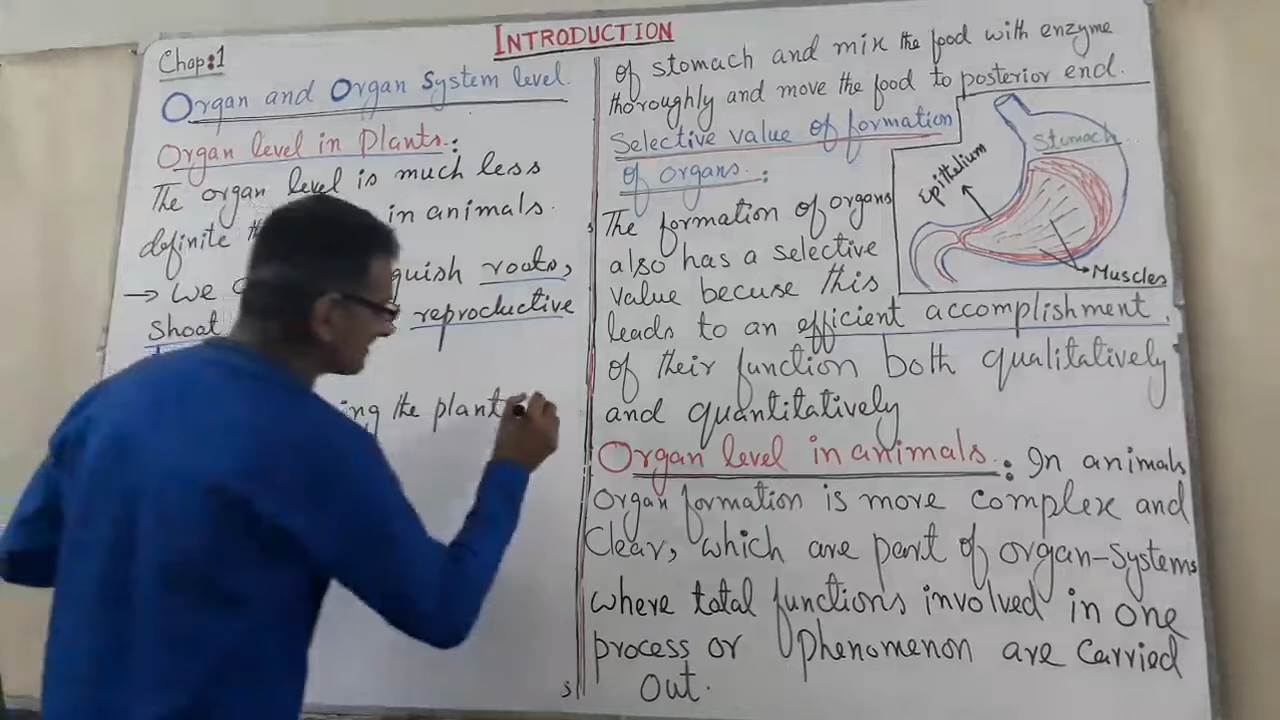 INTRODUCTION
Chap:1
Organ and Organ System level
Organ level in Plants:
The organ level is much less
definite in animals.
→ We guish roots,
Shoot reproductive
ing the plant
of stomach and mix the food with enzyme
thoroughly and move the food to posterior end.
Selective value of formation
of organs:
The formation of organs
also has a selective
value becuse this
leads to an efficient accomplishment
of their function both qualitatively
and quantitatively
Stomach
Epithelium
Muscles
Organ level in animals: In animals
organ formation is more complex and
Clear, which are part of organ-systems
where total functions involved in one
process or phenomenon are carried
out.